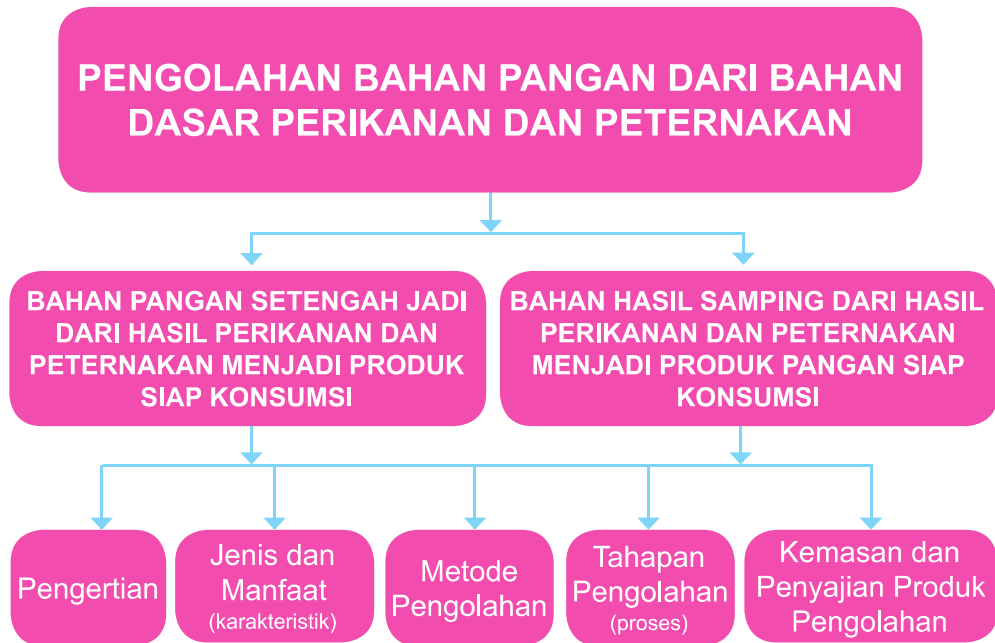 PENGOLAHAN BAHAN PANGAN DARI BAHAN
DASAR PERIKANAN DAN PETERNAKAN
BAHAN PANGAN SETENGAH JADI
DARI HASIL PERIKANAN DAN
PETERNAKAN MENJADI PRODUK
SIAP KONSUMSI
BAHAN HASIL SAMPING DARI HASIL
PERIKANAN DAN PETERNAKAN
MENJADI PRODUK PANGAN SIAP
KONSUMSI
Pengertian
Jenis dan
Manfaat
(karakteristik)
Metode
Pengolahan
Tahapan
Pengolahan
(proses)
Kemasan dan
Penyajian Produk
Pengolahan